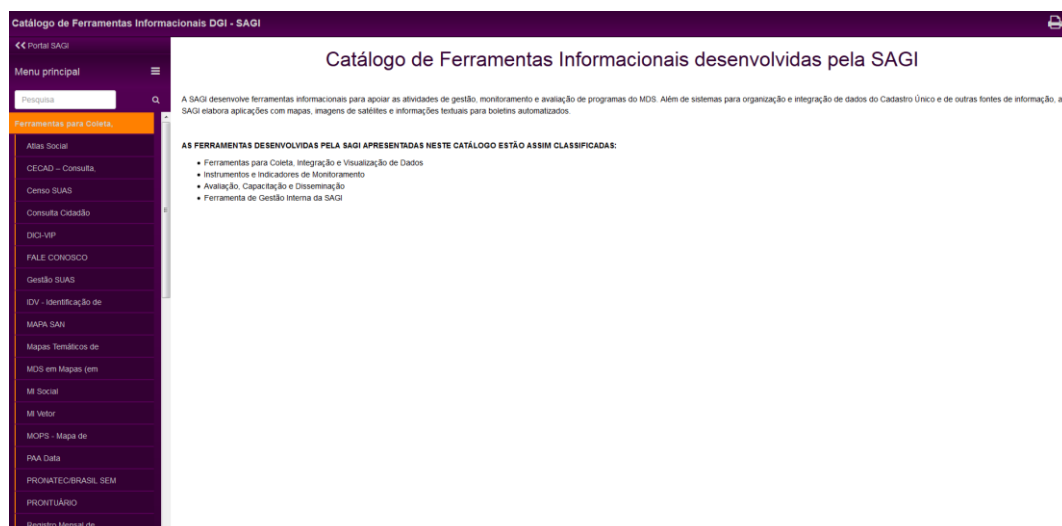 Catálogo de Ferramentas Informacionais DGI - SAGI
Portal SAGI
Menu principal
Pesquisa
Ferramentas para Coleta,
Atlas Social
CECAD – Consulta,
Censo SUAS
Consulta Cidadão
DICI-VIP
FALE CONOSCO
Gestão SUAS
IDV - Identificação de
MAPA SAN
Mapas Temáticos de
MDS em Mapas (em
MI Social
MI Vetor
MOPS - Mapa de
PAA Data
PRONATEC/BRASIL SEM
PRONTUÁRIO
Registro Mensal de
Catálogo de Ferramentas Informacionais desenvolvidas pela SAGI
A SAGI desenvolve ferramentas informacionais para apoiar as atividades de gestão, monitoramento e avaliação de programas do MDS. Além de sistemas para organização e integração de dados do Cadastro Único e de outras fontes de informação, a
SAGI elabora aplicações com mapas, imagens de satélites e informações textuais para boletins automatizados.
AS FERRAMENTAS DESENVOLVIDAS PELA SAGI APRESENTADAS NESTE CATÁLOGO ESTÃO ASSIM CLASSIFICADAS:
• Ferramentas para Coleta, Integração e Visualização de Dados
• Instrumentos e Indicadores de Monitoramento
• Avaliação, Capacitação e Disseminação
• Ferramenta de Gestão Interna da SAGI